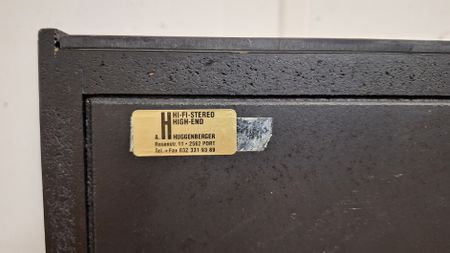 HI-FI-STEREO
HIGH-END
A. HUGGENBERGER
Rosenstr. 11 • 2562 PORT
Tel. + Fax 032 331 93 89